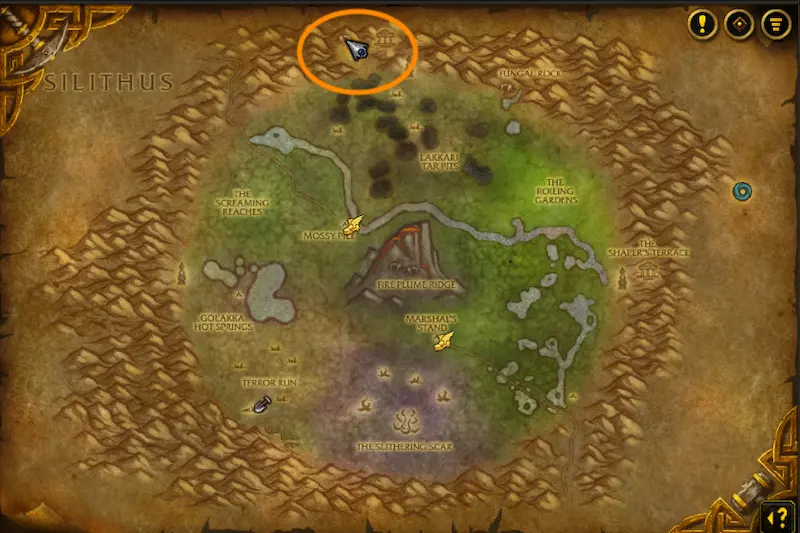 SILITHUS
FUNGAL ROCK
LAKKARI
TAR PITS
THE
SCREAMING
REACHES
THE
ROILING
GARDENS
MOSSY PILE
THE
SHAPER'S TERRACE
FIRE PLUME RIDGE
GOLAKKA
HOT SPRINGS
MARSHAL'S
STAND
TERROR RUN
THE SLITHERING SCAR